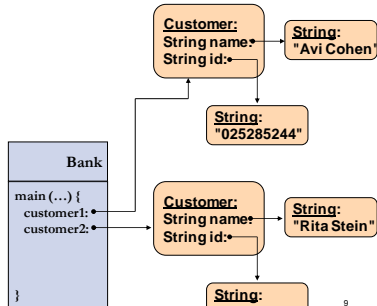 Customer:
String name:
String id:
String:
"Avi Cohen"
String:
"025285244"
Bank
main (...) {
customer1:
customer2:
}
Customer:
String name:
String id:
String:
"Rita Stein"
String:
9